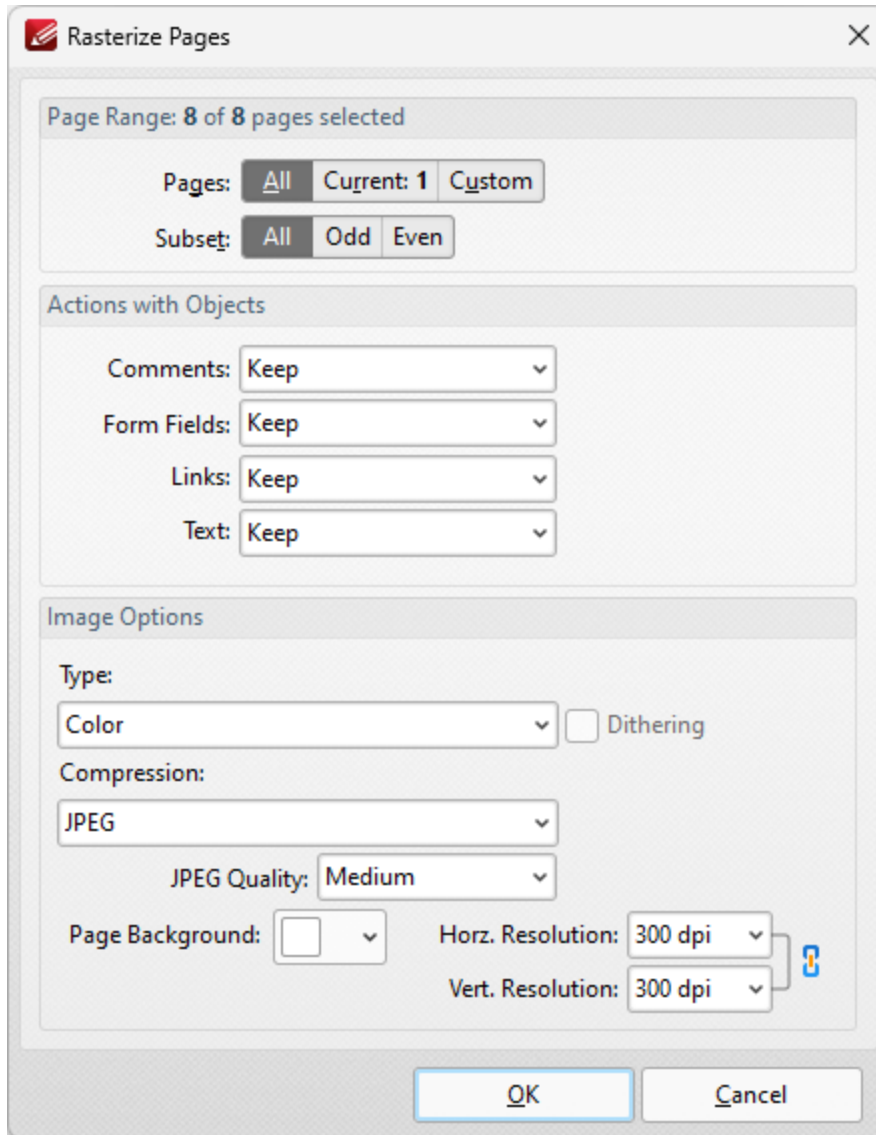 Rasterize Pages
Page Range: 8 of 8 pages selected
Pages: All Current: 1 Custom
Subset: All Odd Even
Actions with Objects
Comments: Keep
Form Fields: Keep
Links: Keep
Text: Keep
Image Options
Type:
Color Dithering
Compression:
JPEG
JPEG Quality: Medium
Page Background: Horz. Resolution: 300 dpi
Vert. Resolution: 300 dpi
OK Cancel